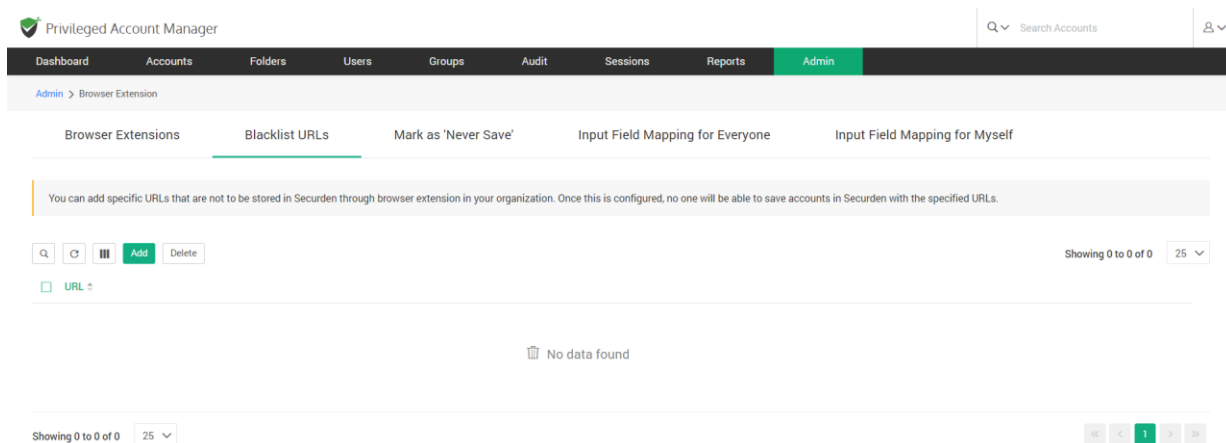 Privileged Account Manager
Search Accounts
Dashboard Accounts Folders Users Groups Audit Sessions Reports Admin
Admin > Browser Extension
Browser Extensions Blacklist URLs Mark as 'Never Save' Input Field Mapping for Everyone Input Field Mapping for Myself
You can add specific URLs that are not to be stored in Securden through browser extension in your organization. Once this is configured, no one will be able to save accounts in Securden with the specified URLs.
Add Delete Showing 0 to 0 of 0 25
URL
No data found
Showing 0 to 0 of 0 25 « < 1 > »